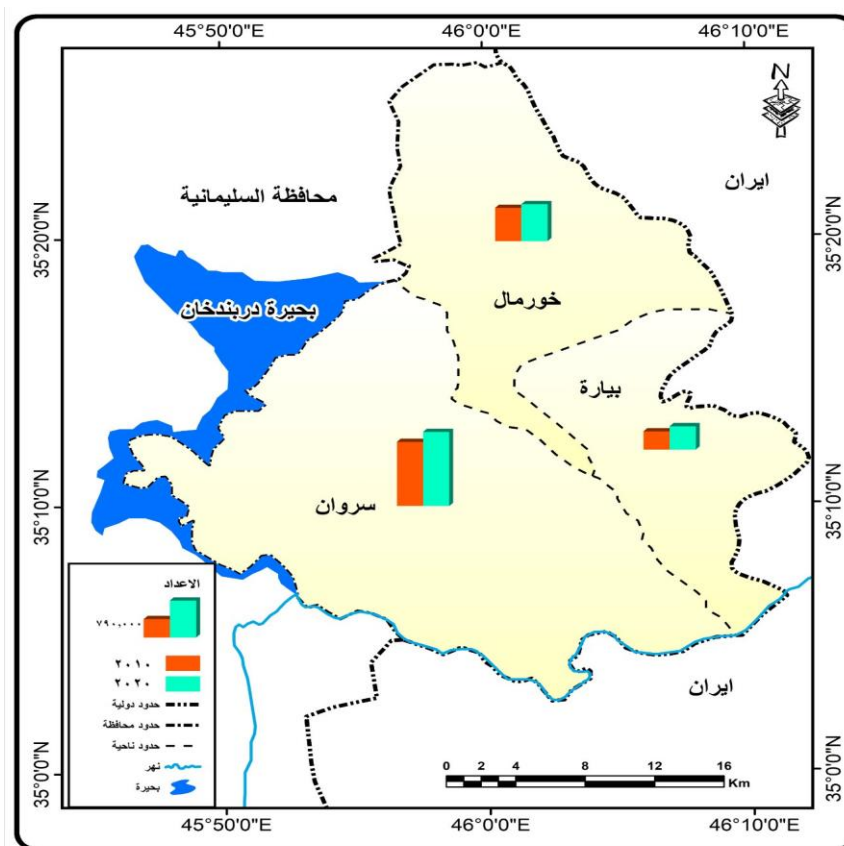 45°50'0"E
46°0'0"E
46°10'0"E
N
ايران
محافظة السليمانية
35°20'0"N
35°20'0"N
بحيرة دربندخان
خورمال
بيارة
سروان
35°10'0"N
35°10'0"N
الاعداد
٧٩٠,٠٠٠
٢٠١٠
٢٠٢٠
حدود دولية
حدود محافظة
حدود ناحية
نهر
بحيرة
ايران
0 2 4 8 12 16
Km
35°0'0"N
35°0'0"N
45°50'0"E
46°0'0"E
46°10'0"E